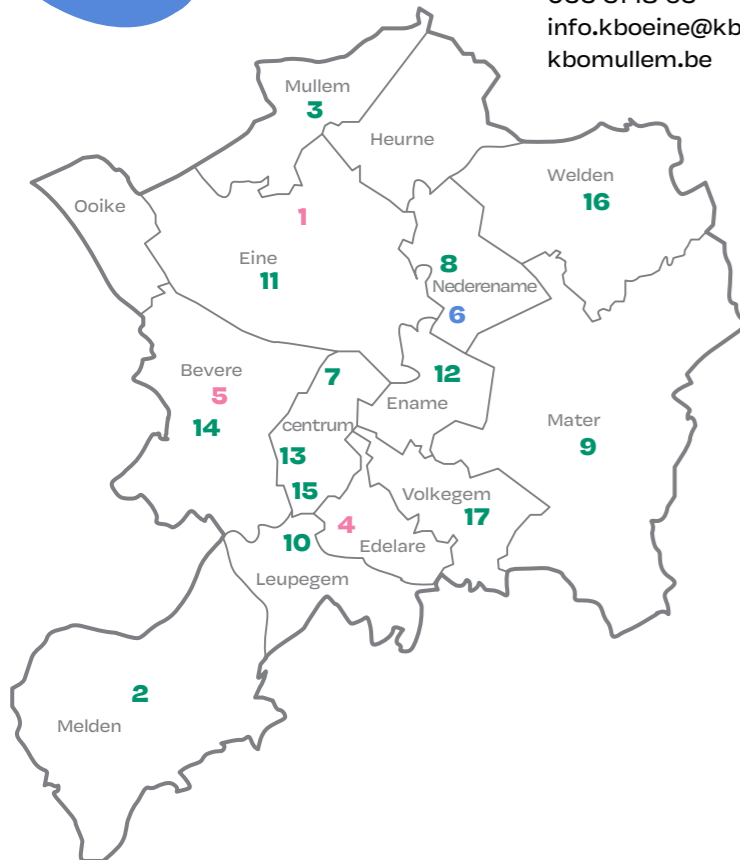 info.kboeine@kb
kbomullem.be
Mullem
3
Heurne
Welden
16
Ooike
1
Eine
11
8
Nederename
6
Bevere
5
14
7
12
Ename
centrum
13
15
Mater
9
Volkegem
17
4
Edelare
10
Leupegem
2
Melden